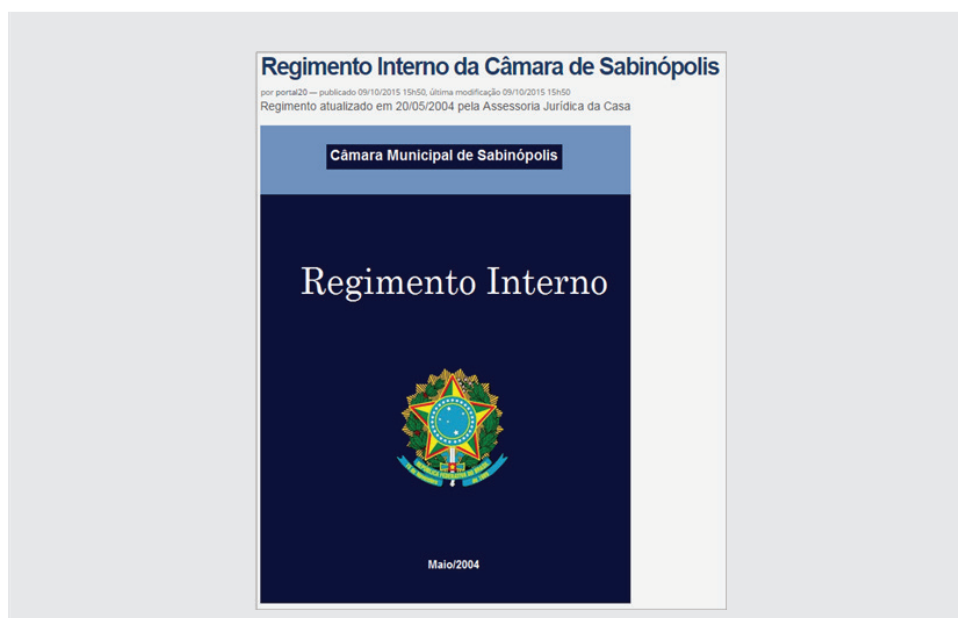 Regimento Interno da Câmara de Sabinópolis
por portal20 — publicado 09/10/2015 15h50, última modificação 09/10/2015 15h50
Regimento atualizado em 20/05/2004 pela Assessoria Jurídica da Casa
Câmara Municipal de Sabinópolis
Regimento Interno
Maio/2004